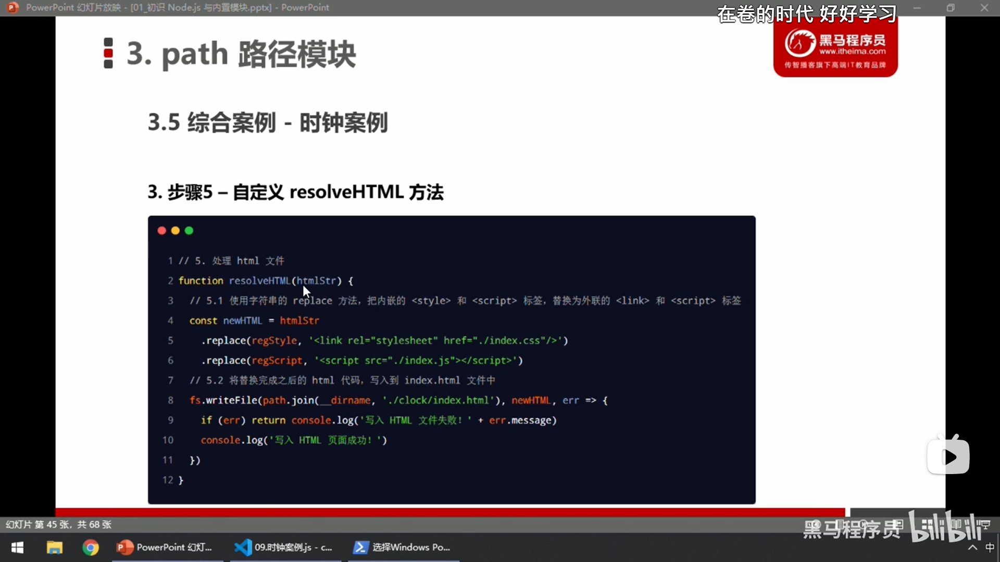 PowerPoint 幻灯片放映 - [01_初识 Node.js 与内置模块.pptx] - PowerPoint
在卷的时代 好好学习
黑马程序员
www.itheima.com
传智播客旗下高端IT教育品牌
3. path 路径模块
3.5 综合案例 - 时钟案例
3. 步骤5 – 自定义 resolveHTML 方法
1 // 5. 处理 html 文件
2 function resolveHTML(htmlStr) {
3 // 5.1 使用字符串的 replace 方法，把内嵌的 <style> 和 <script> 标签，替换为外联的 <link> 和 <script> 标签
4 const newHTML = htmlStr
5 .replace(regStyle, '<link rel="stylesheet" href="./index.css"/>')
6 .replace(regScript, '<script src="./index.js"></script>')
7 // 5.2 将替换完成之后的 html 代码，写入到 index.html 文件中
8 fs.writeFile(path.join(__dirname, './clock/index.html'), newHTML, err => {
9 if (err) return console.log('写入 HTML 文件失败！' + err.message)
10 console.log('写入 HTML 页面成功！')
11 })
12 }
幻灯片 第 45 张，共 68 张
黑马程序员 bilibili
PowerPoint 幻灯...
09.时钟案例.js - c...
选择Windows Po...
中